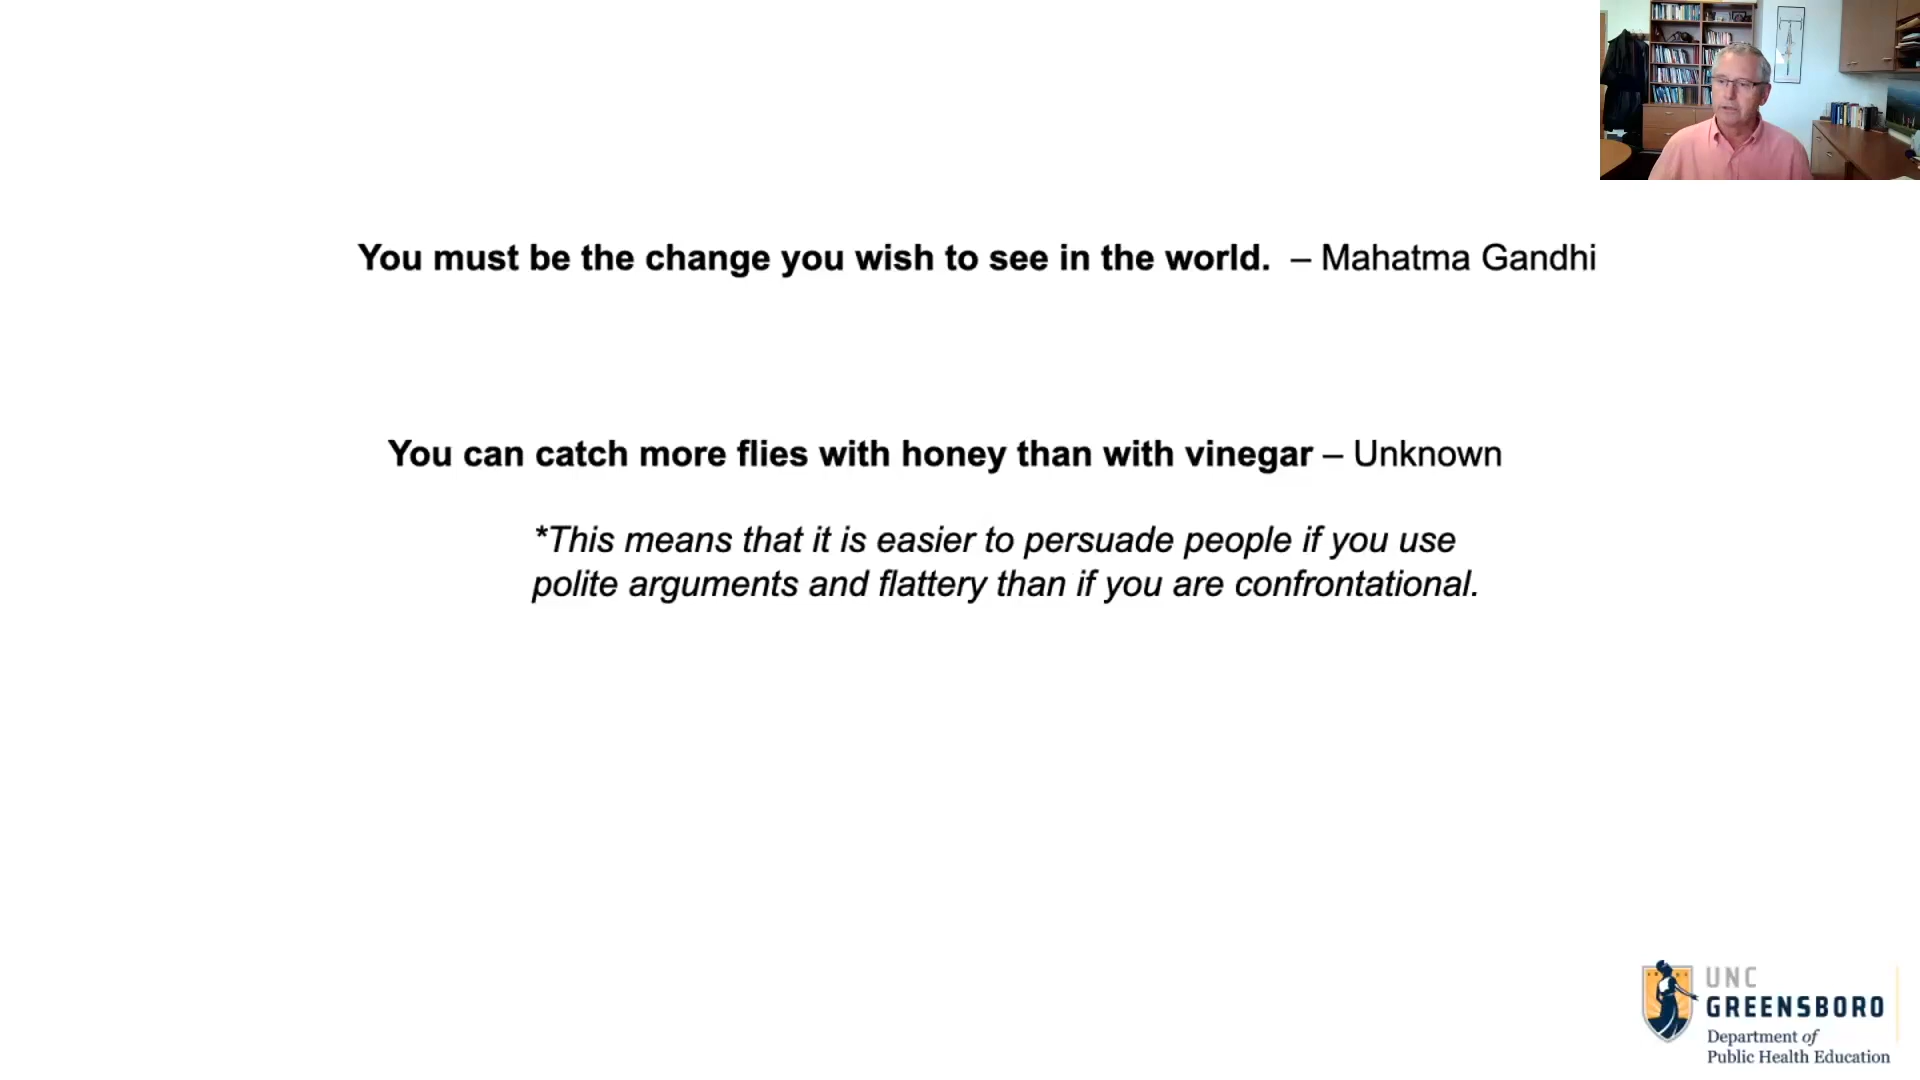 You must be the change you wish to see in the world.  – Mahatma Gandhi
You can catch more flies with honey than with vinegar – Unknown
*This means that it is easier to persuade people if you use
polite arguments and flattery than if you are confrontational.
UNC
GREENSBORO
Department of
Public Health Education